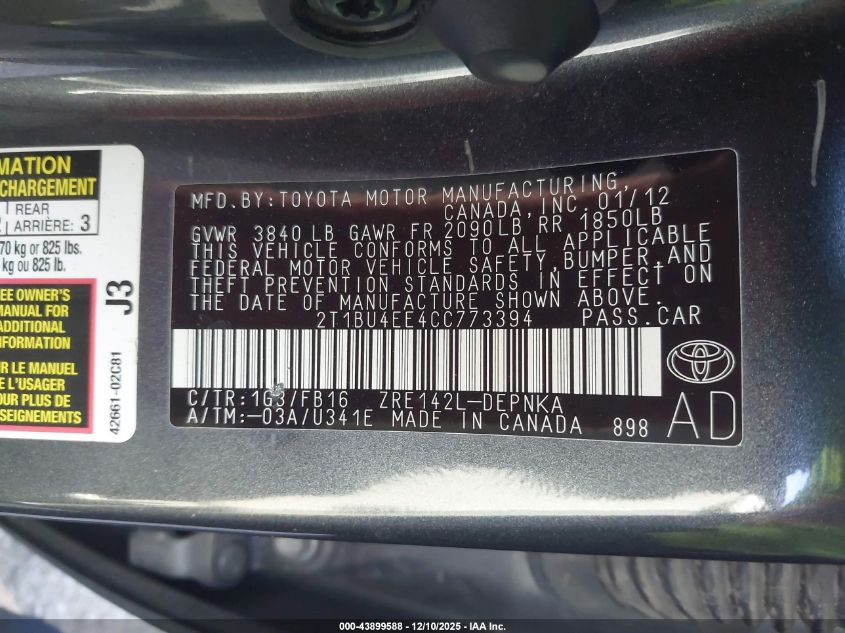 MATION
CHARGEMENT
REAR
ARRIÈRE: 3
70 kg or 825 lbs.
kg ou 825 lb.
EE OWNER'S
MANUAL FOR
ADDITIONAL
INFORMATION
LE MANUEL
L'USAGER
DE
ENSEIGNEMENTS
J3
42661-02C81
MFD.BY:TOYOTA MOTOR MANUFACTURING,
CANADA,INC. 01/12
GVWR 3840 LB GAWR FR 2090LB RR 1850LB
THIS VEHICLE CONFORMS TO ALL APPLICABLE
FEDERAL MOTOR VEHICLE SAFETY,BUMPER,AND
THEFT PREVENTION STANDARDS IN EFFECT ON
THE DATE OF MANUFACTURE SHOWN ABOVE.
2T1BU4EE4CC773394 PASS.CAR
C/TR:1G3/FB16 ZRE142L-DEPNKA
A/TM:-03A/U341E MADE IN CANADA 898
AD
000-43899588 - 12/10/2025 - IAA Inc.